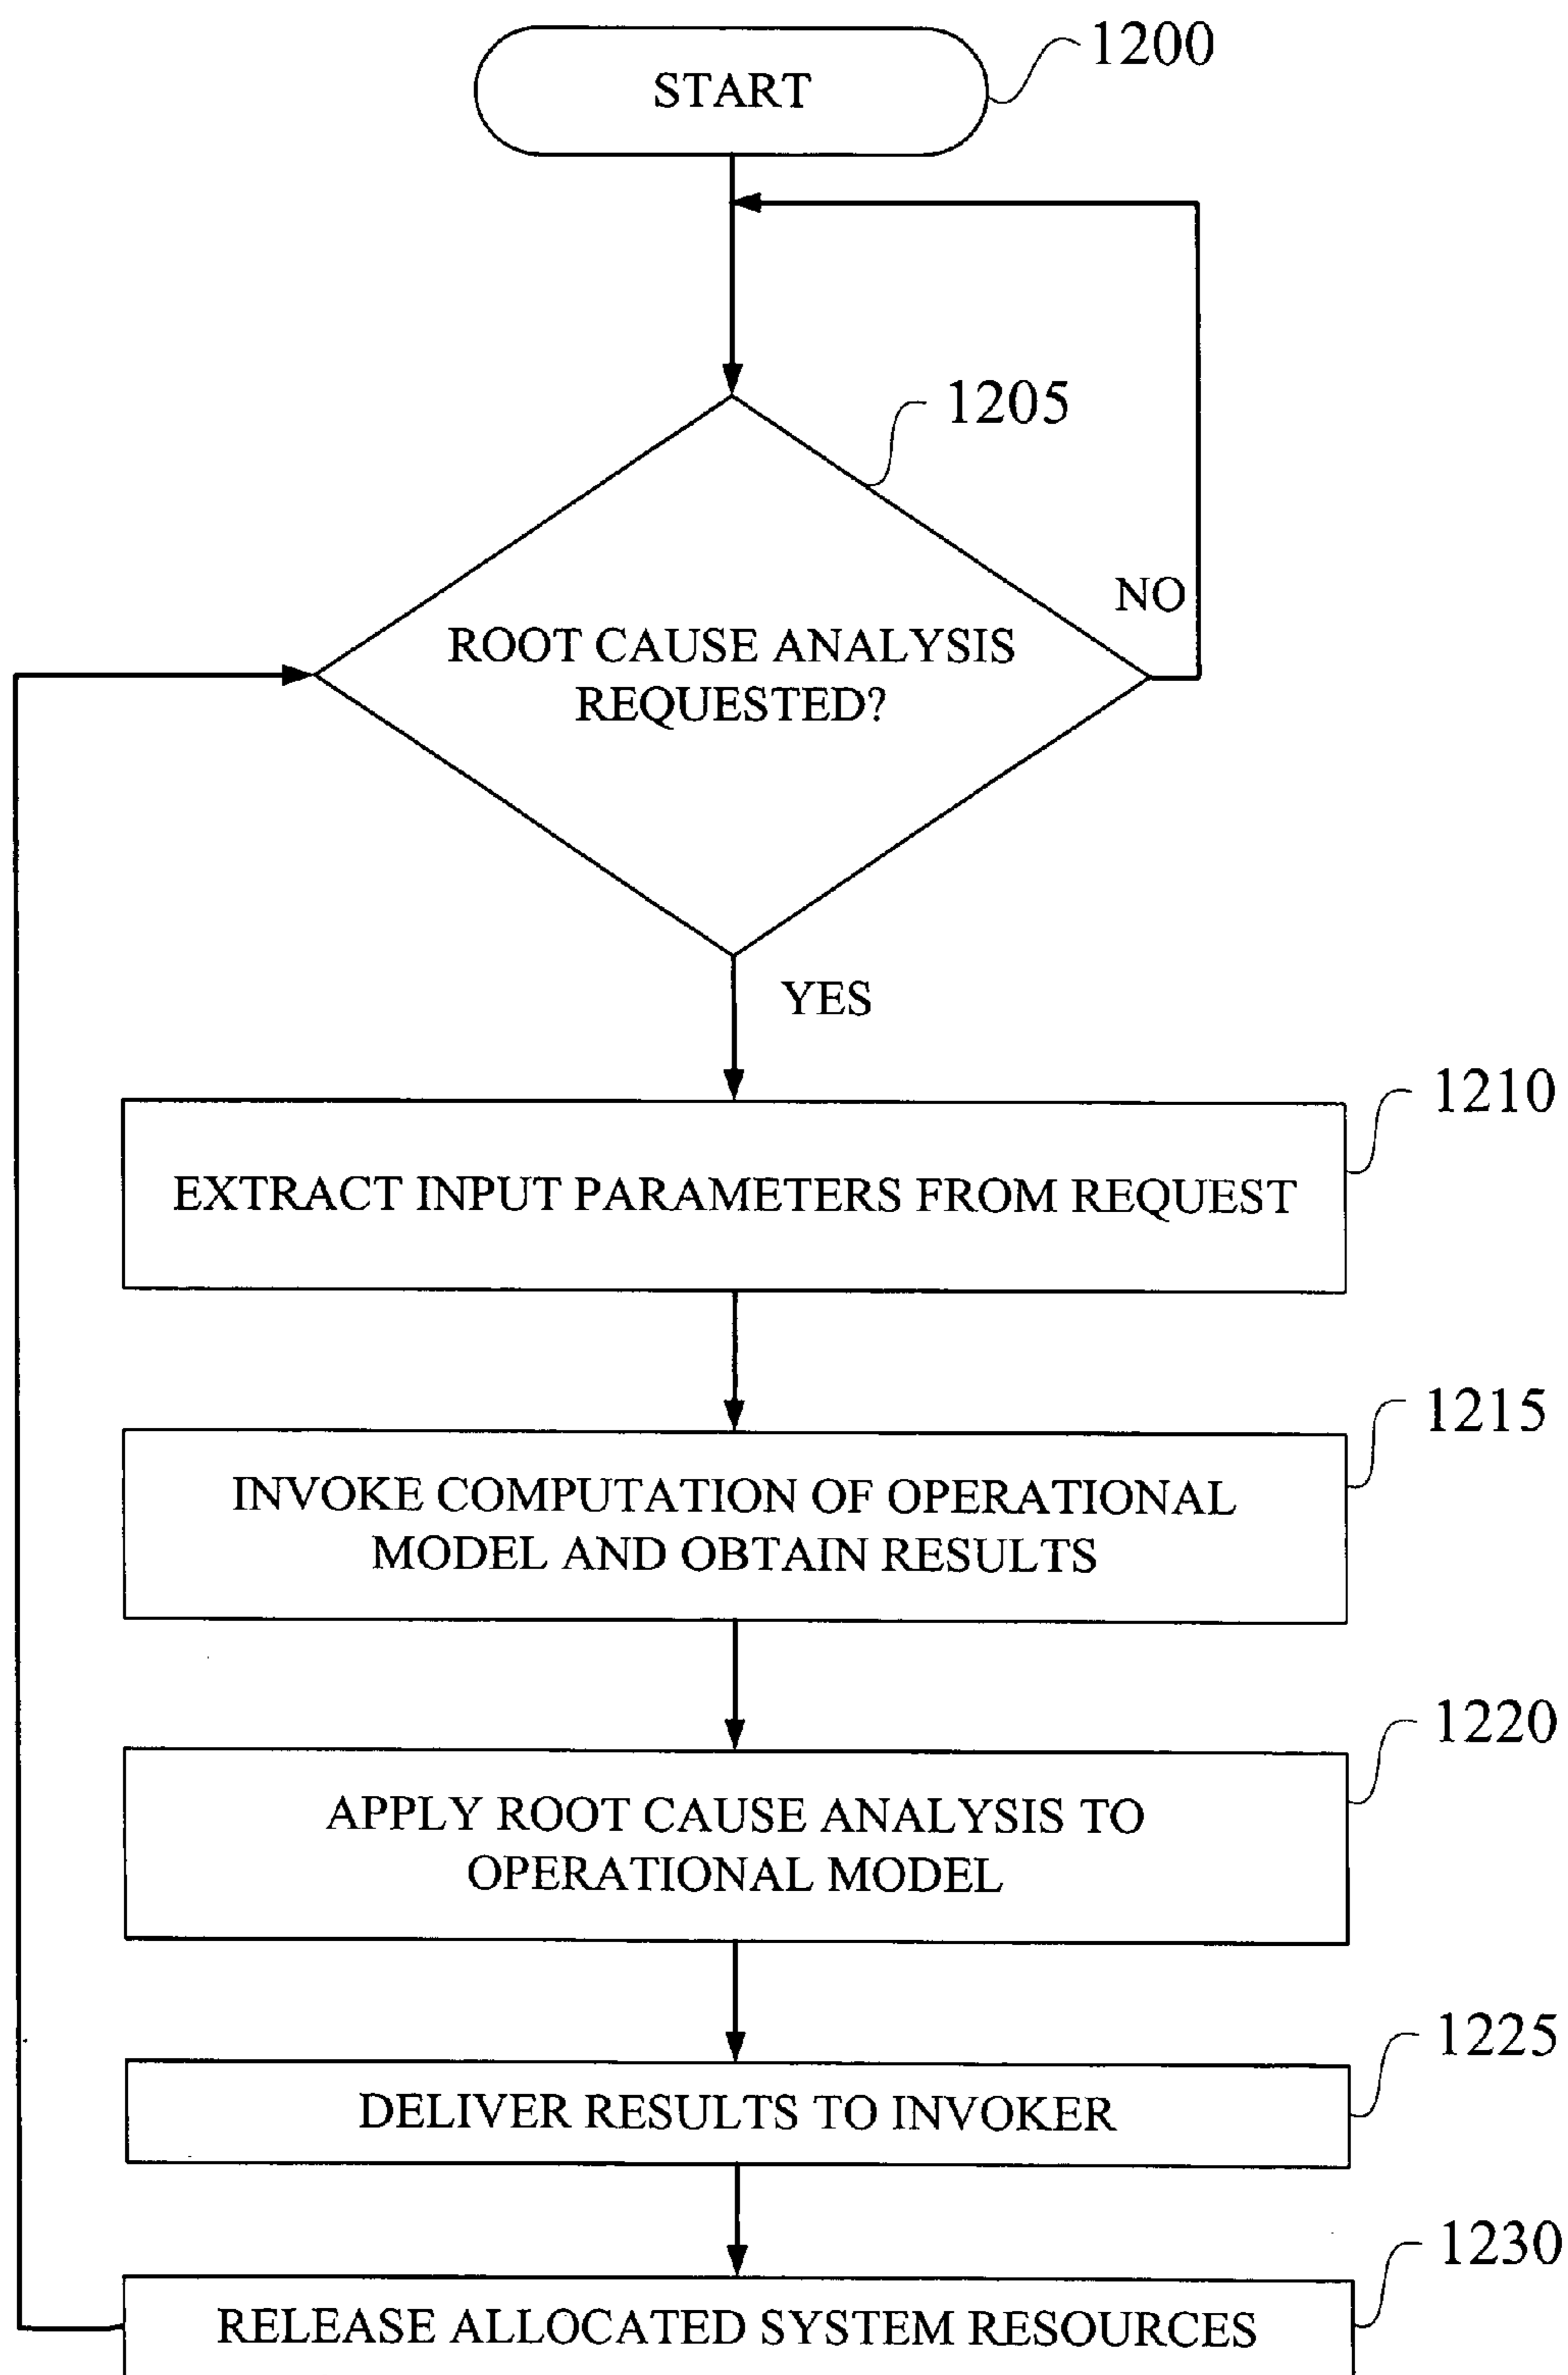 1200
START
1205
NO
ROOT CAUSE ANALYSIS
REQUESTED?
YES
1210
EXTRACT INPUT PARAMETERS FROM REQUEST
1215
INVOKE COMPUTATION OF OPERATIONAL
MODEL AND OBTAIN RESULTS
1220
APPLY ROOT CAUSE ANALYSIS TO
OPERATIONAL MODEL
1225
DELIVER RESULTS TO INVOKER
1230
RELEASE ALLOCATED SYSTEM RESOURCES